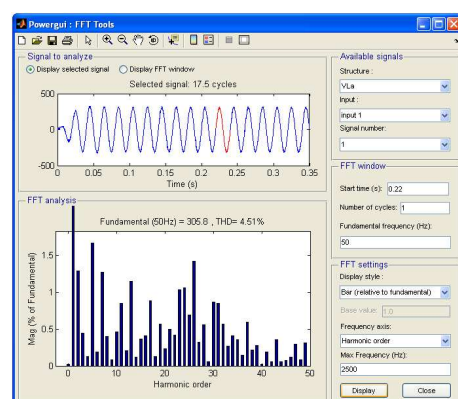 Powergui : FFT Tools
Signal to analyze
Display selected signal
Display FFT window
Selected signal: 17.5 cycles
500
0
-500
0 0.05 0.1 0.15 0.2 0.25 0.3 0.35
Time (s)
FFT analysis
Fundamental (50Hz) = 305.8 , THD= 4.51%
1.5
1
0.5
0
Mag (% of Fundamental)
0 10 20 30 40 50
Harmonic order
Available signals
Structure :
VLa
Input :
input 1
Signal number:
1
FFT window
Start time (s): 0.22
Number of cycles: 1
Fundamental frequency (Hz):
50
FFT settings
Display style :
Bar (relative to fundamental)
Base value: 1.0
Frequency axis:
Harmonic order
Max Frequency (Hz):
2500
Display
Close